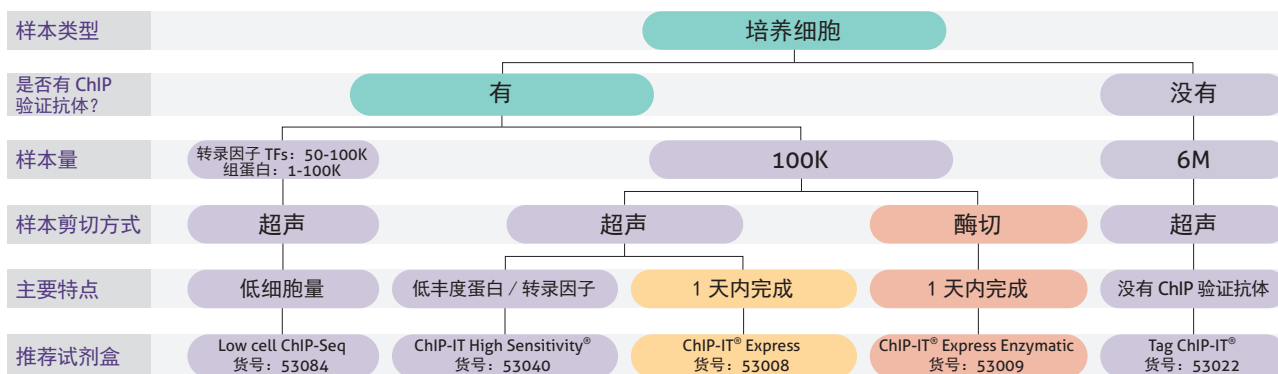 样本类型
培养细胞
是否有 ChIP
验证抗体？
有
没有
样本量
转录因子 TFs：50-100K
组蛋白：1-100K
100K
6M
样本剪切方式
超声
超声
酶切
超声
主要特点
低细胞量
低丰度蛋白 / 转录因子
1 天内完成
1 天内完成
没有 ChIP 验证抗体
推荐试剂盒
Low cell ChIP-Seq
货号：53084
ChIP-IT High Sensitivity®
货号：53040
ChIP-IT® Express
货号：53008
ChIP-IT® Express Enzymatic
货号：53009
Tag ChIP-IT®
货号：53022